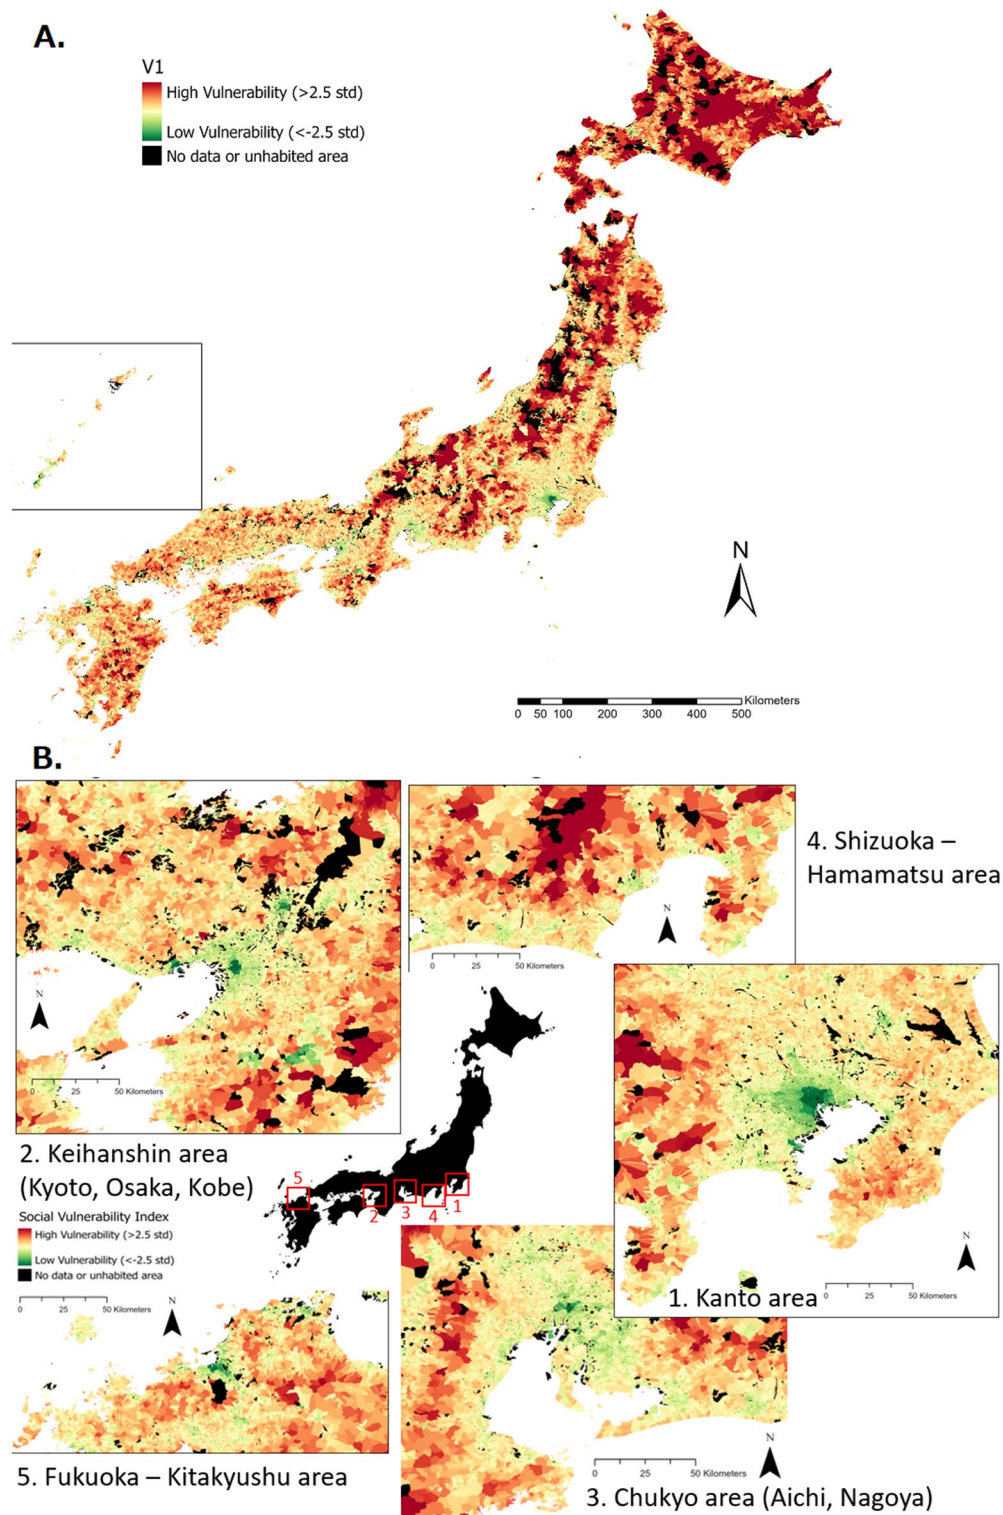 A.
V1
High Vulnerability (>2.5 std)
Low Vulnerability (<-2.5 std)
No data or unhabited area
N
Kilometers
0 50 100 200 300 400 500
B.
4. Shizuoka –
Hamamatsu area
N
0 25 50 Kilometers
N
0 25 50 Kilometers
2. Keihanshin area
(Kyoto, Osaka, Kobe)
5
2
3
4
1
N
0 25 50 Kilometers
1. Kanto area
Social Vulnerability Index
High Vulnerability (>2.5 std)
Low Vulnerability (<-2.5 std)
No data or unhabited area
0 25 50 Kilometers
N
5. Fukuoka – Kitakyushu area
N
0 25 50 Kilometers
3. Chukyo area (Aichi, Nagoya)